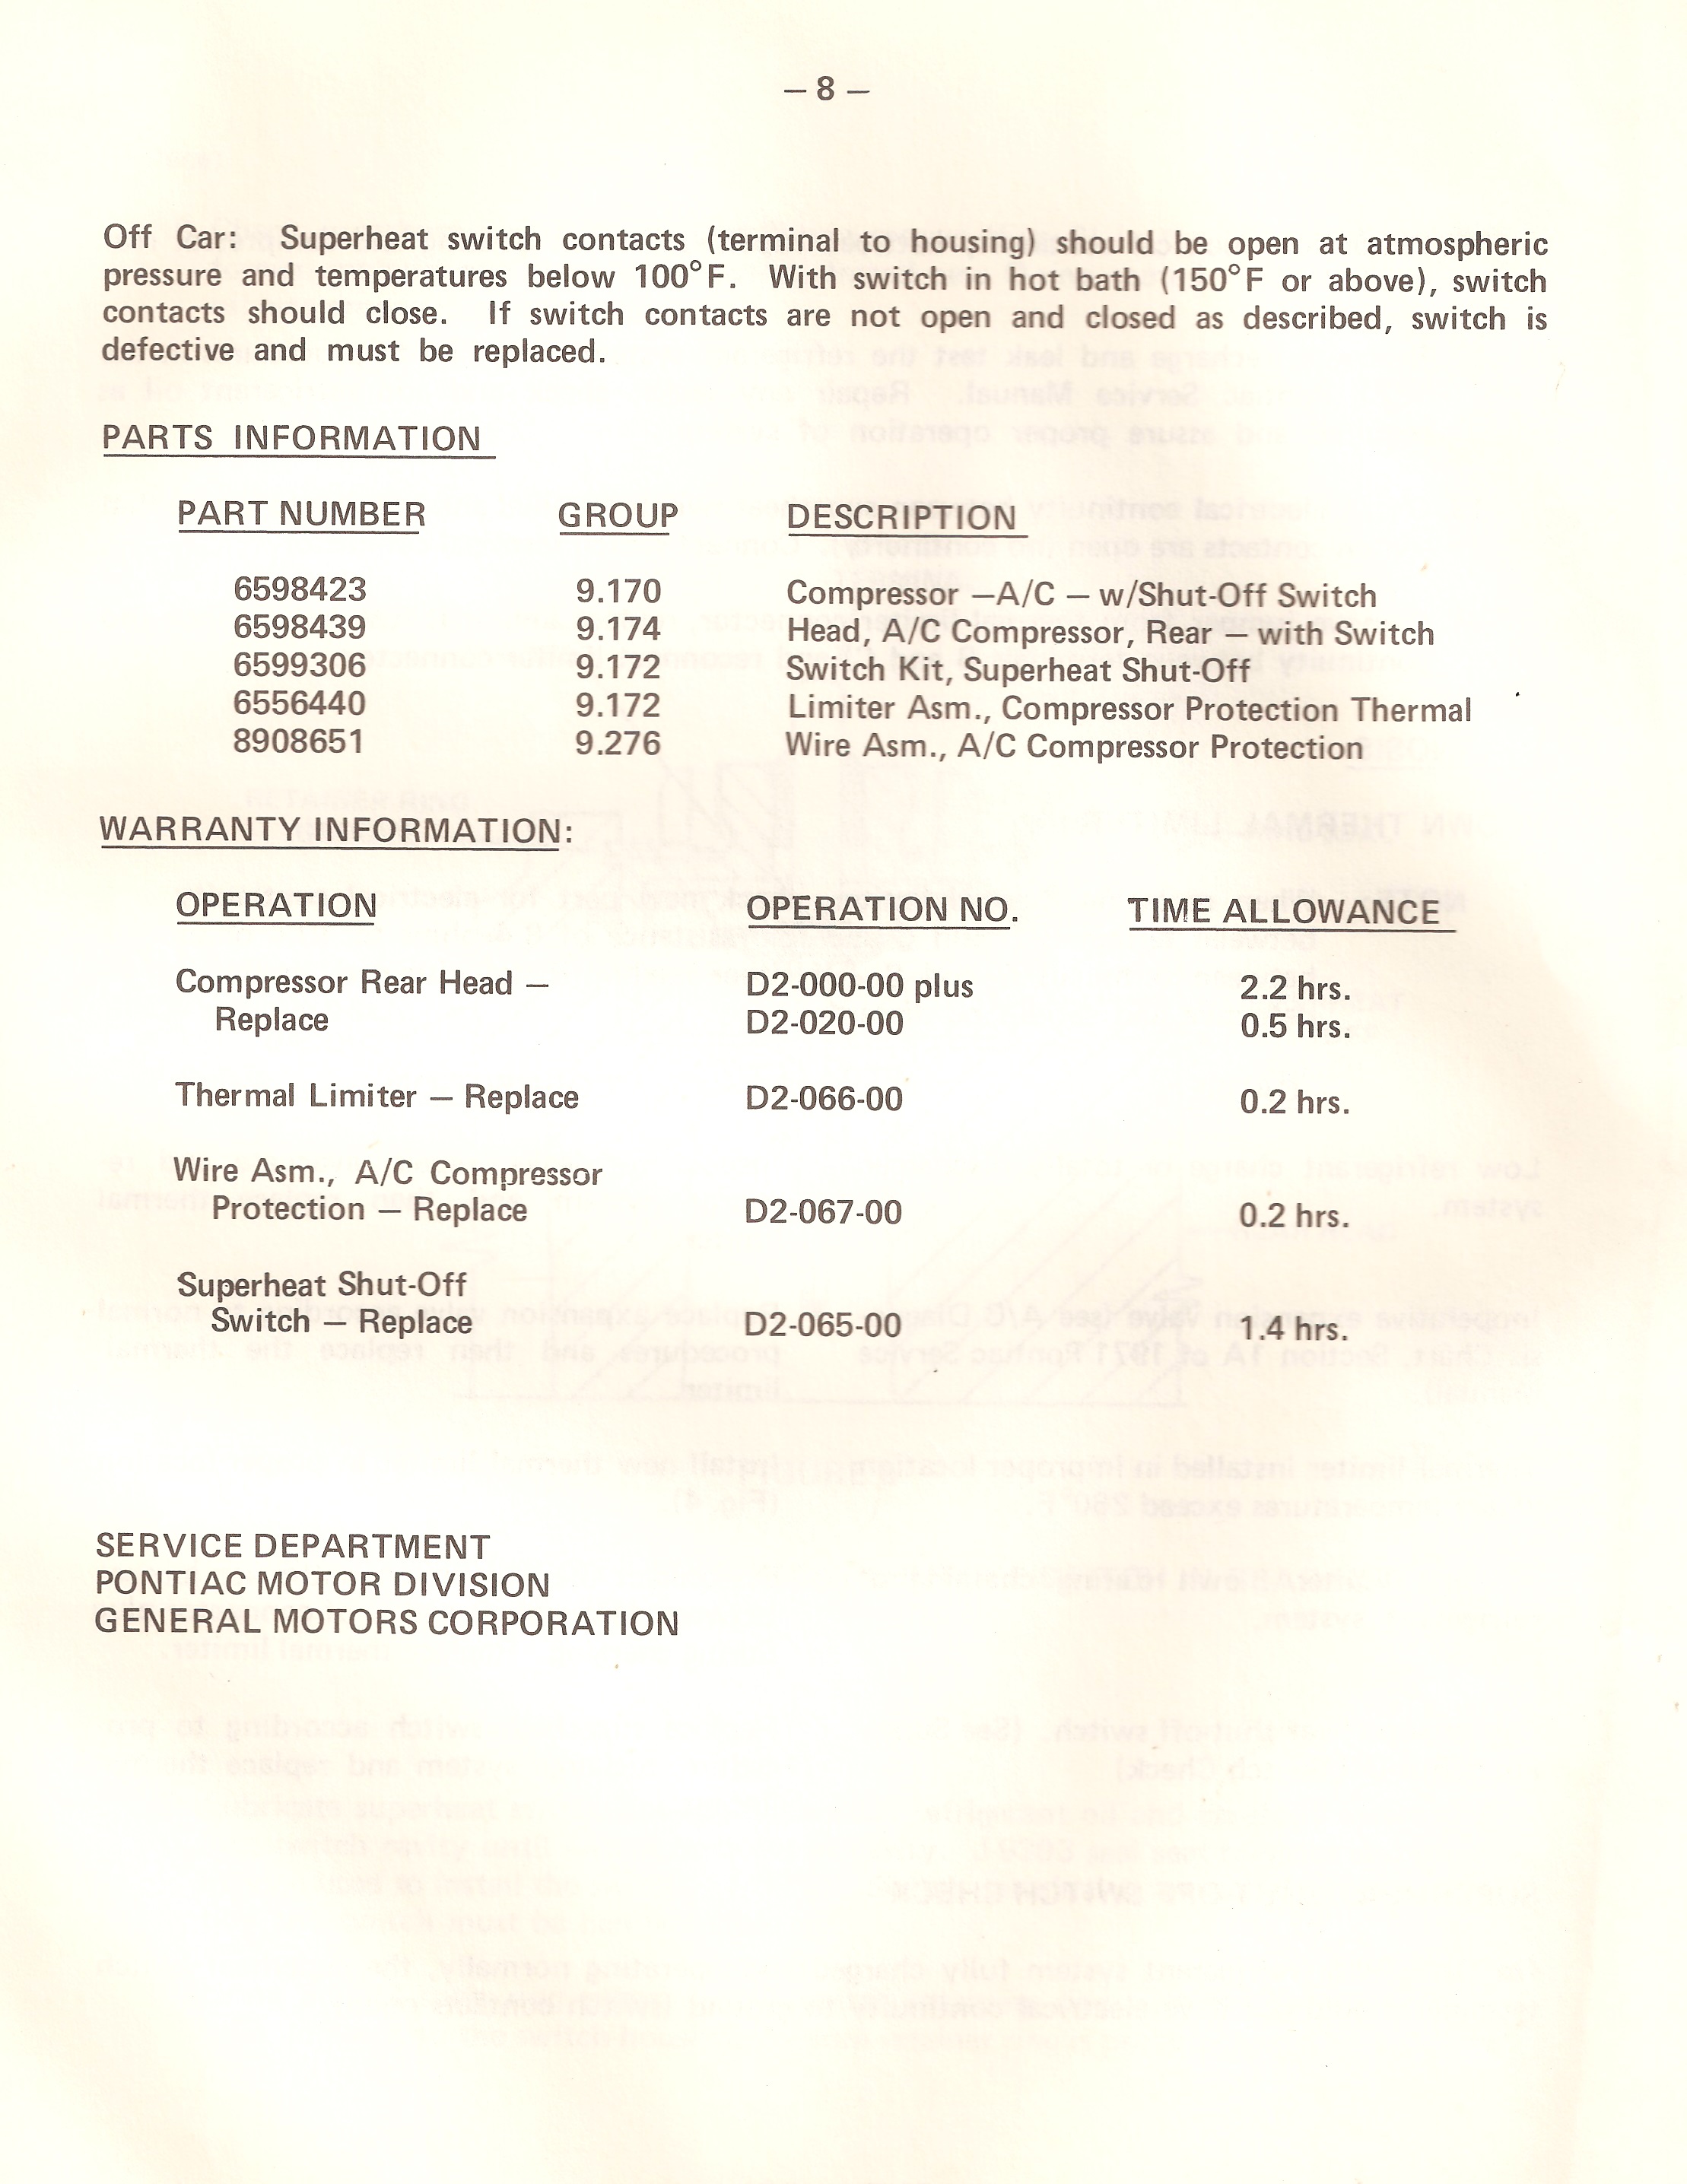 – 8 –
Off Car: Superheat switch contacts (terminal to housing) should be open at atmospheric
pressure and temperatures below 100°F. With switch in hot bath (150°F or above), switch
contacts should close. If switch contacts are not open and closed as described, switch is
defective and must be replaced.
PARTS INFORMATION
PART NUMBER GROUP DESCRIPTION
6598423 9.170 Compressor –A/C – w/Shut-Off Switch
6598439 9.174 Head, A/C Compressor, Rear – with Switch
6599306 9.172 Switch Kit, Superheat Shut-Off
6556440 9.172 Limiter Asm., Compressor Protection Thermal
8908651 9.276 Wire Asm., A/C Compressor Protection
WARRANTY INFORMATION:
OPERATION OPERATION NO. TIME ALLOWANCE
Compressor Rear Head – D2-000-00 plus 2.2 hrs.
Replace D2-020-00 0.5 hrs.
Thermal Limiter – Replace D2-066-00 0.2 hrs.
Wire Asm., A/C Compressor
Protection – Replace D2-067-00 0.2 hrs.
Superheat Shut-Off
Switch – Replace D2-065-00 1.4 hrs.
SERVICE DEPARTMENT
PONTIAC MOTOR DIVISION
GENERAL MOTORS CORPORATION